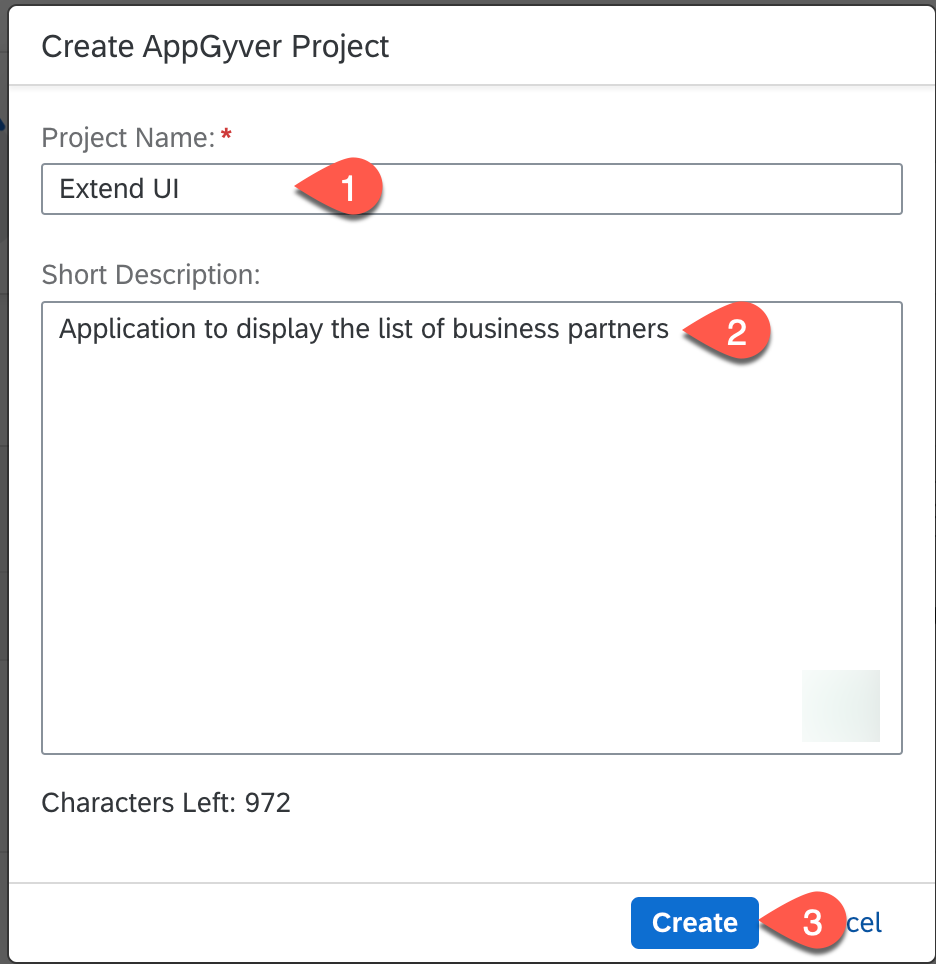 Create AppGyver Project
Project Name: *
Extend UI 1
Short Description:
Application to display the list of business partners 2
Characters Left: 972
Create 3 cel